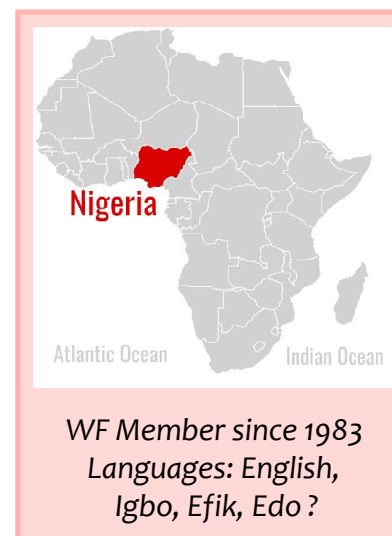 Nigeria
Atlantic Ocean
Indian Ocean
WF Member since 1983
Languages: English,
Igbo, Efik, Edo ?